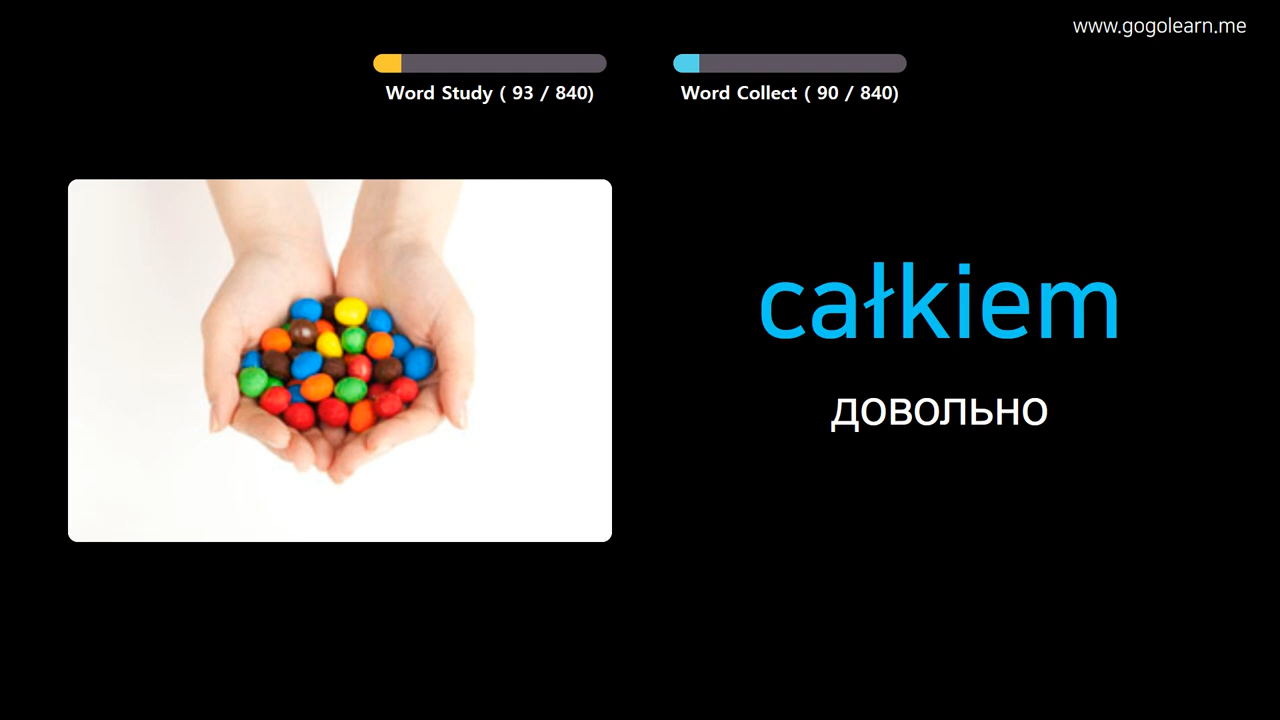 www.gogolearn.me
Word Study ( 93 / 840)
Word Collect ( 90 / 840)
całkiem
довольно